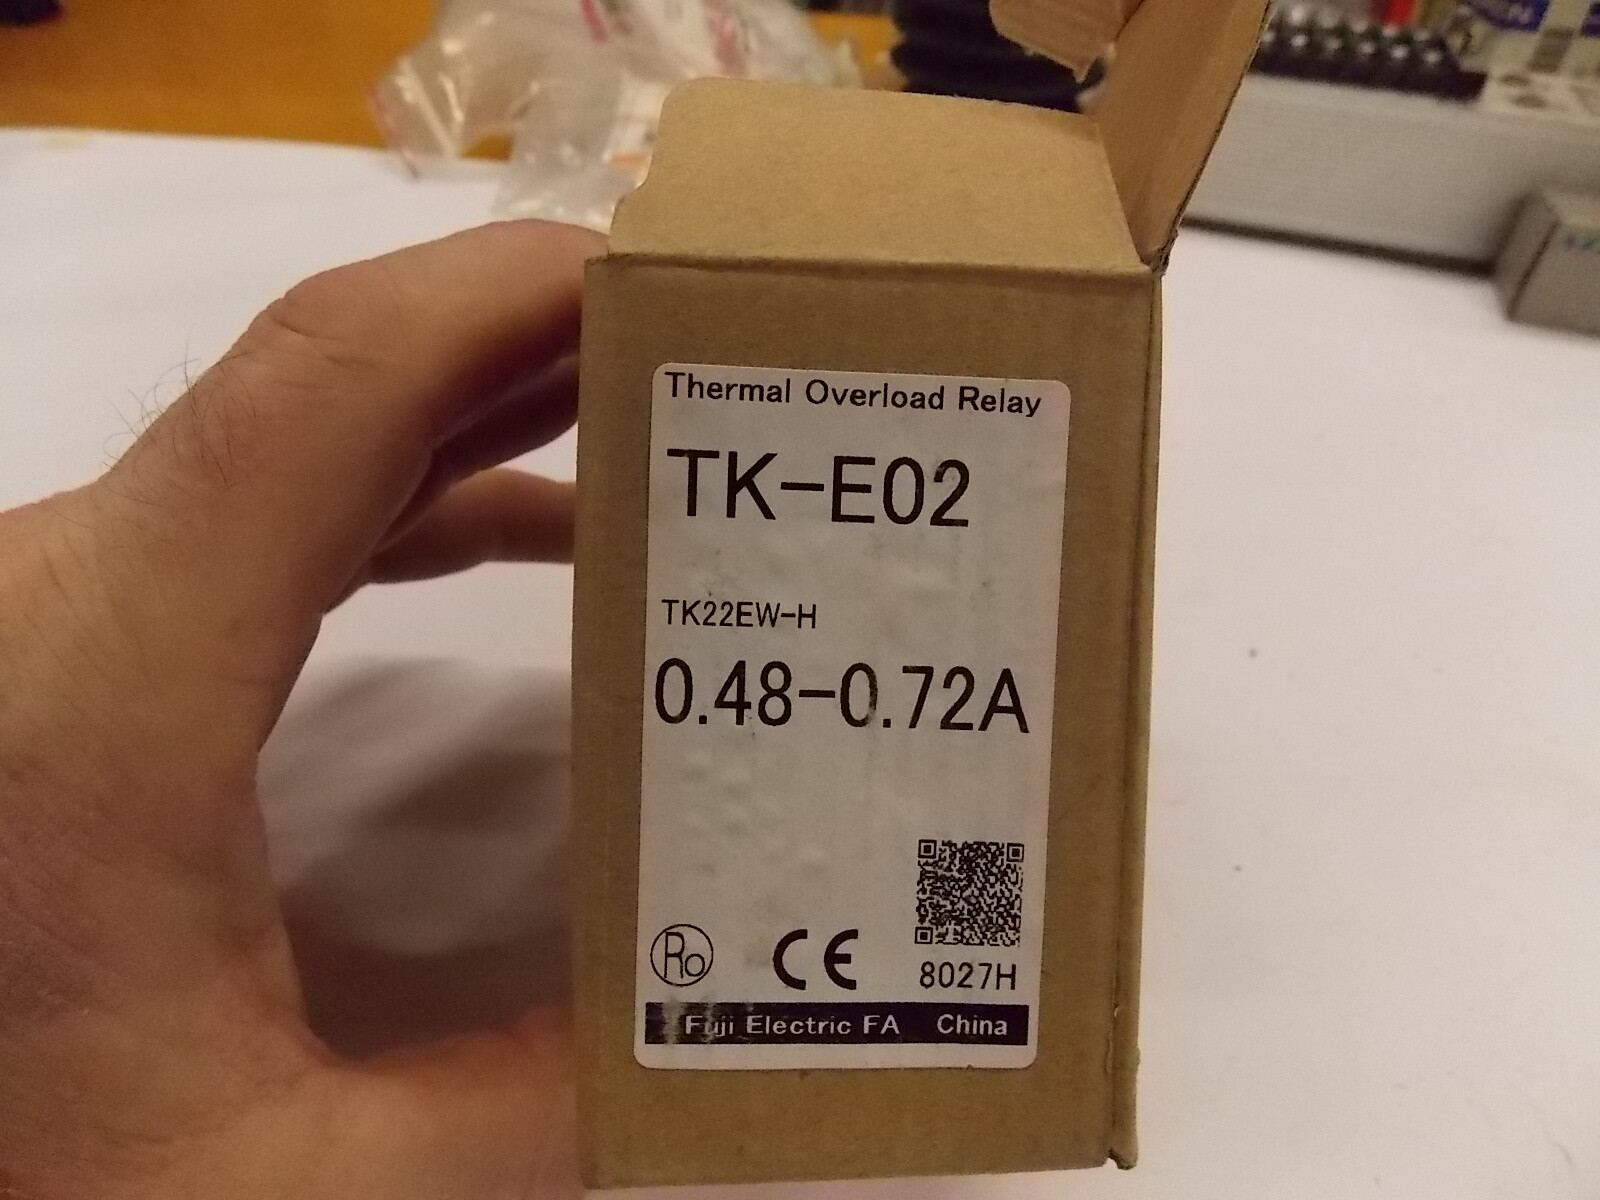 Thermal Overload Relay
TK-E02
TK22EW-H
0.48-0.72A
Ro
CE
8027H
Fuji Electric FA China